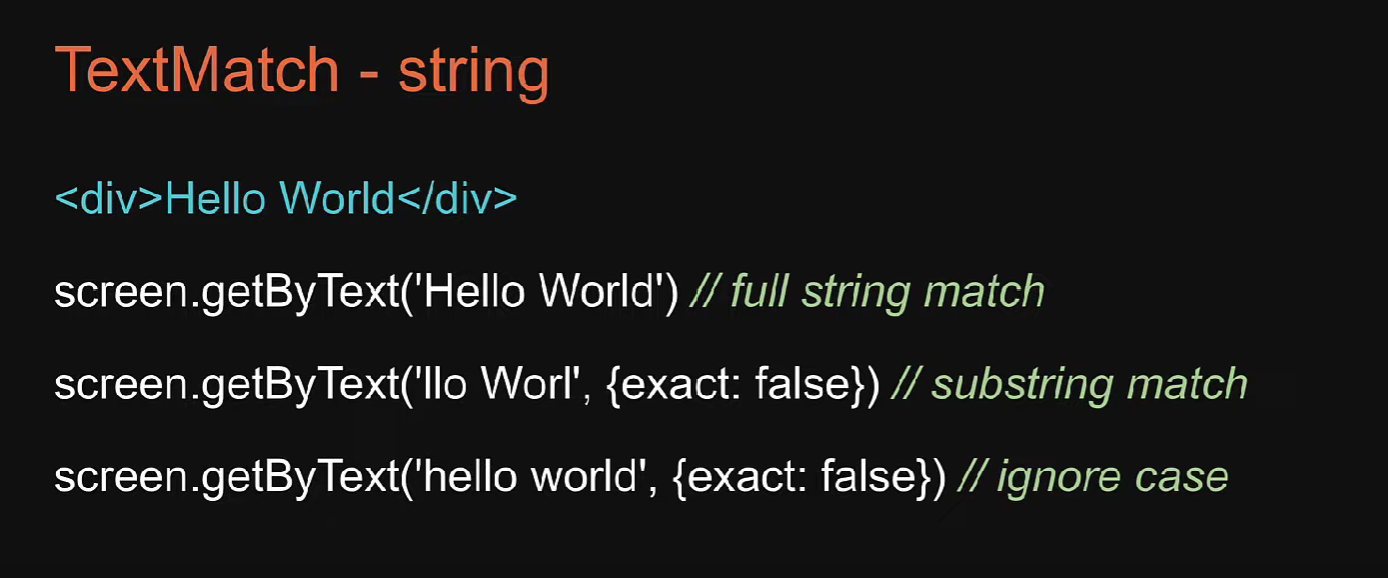 TextMatch - string
<div>Hello World</div>
screen.getByText('Hello World') // full string match
screen.getByText('llo Worl', {exact: false}) // substring match
screen.getByText('hello world', {exact: false}) // ignore case